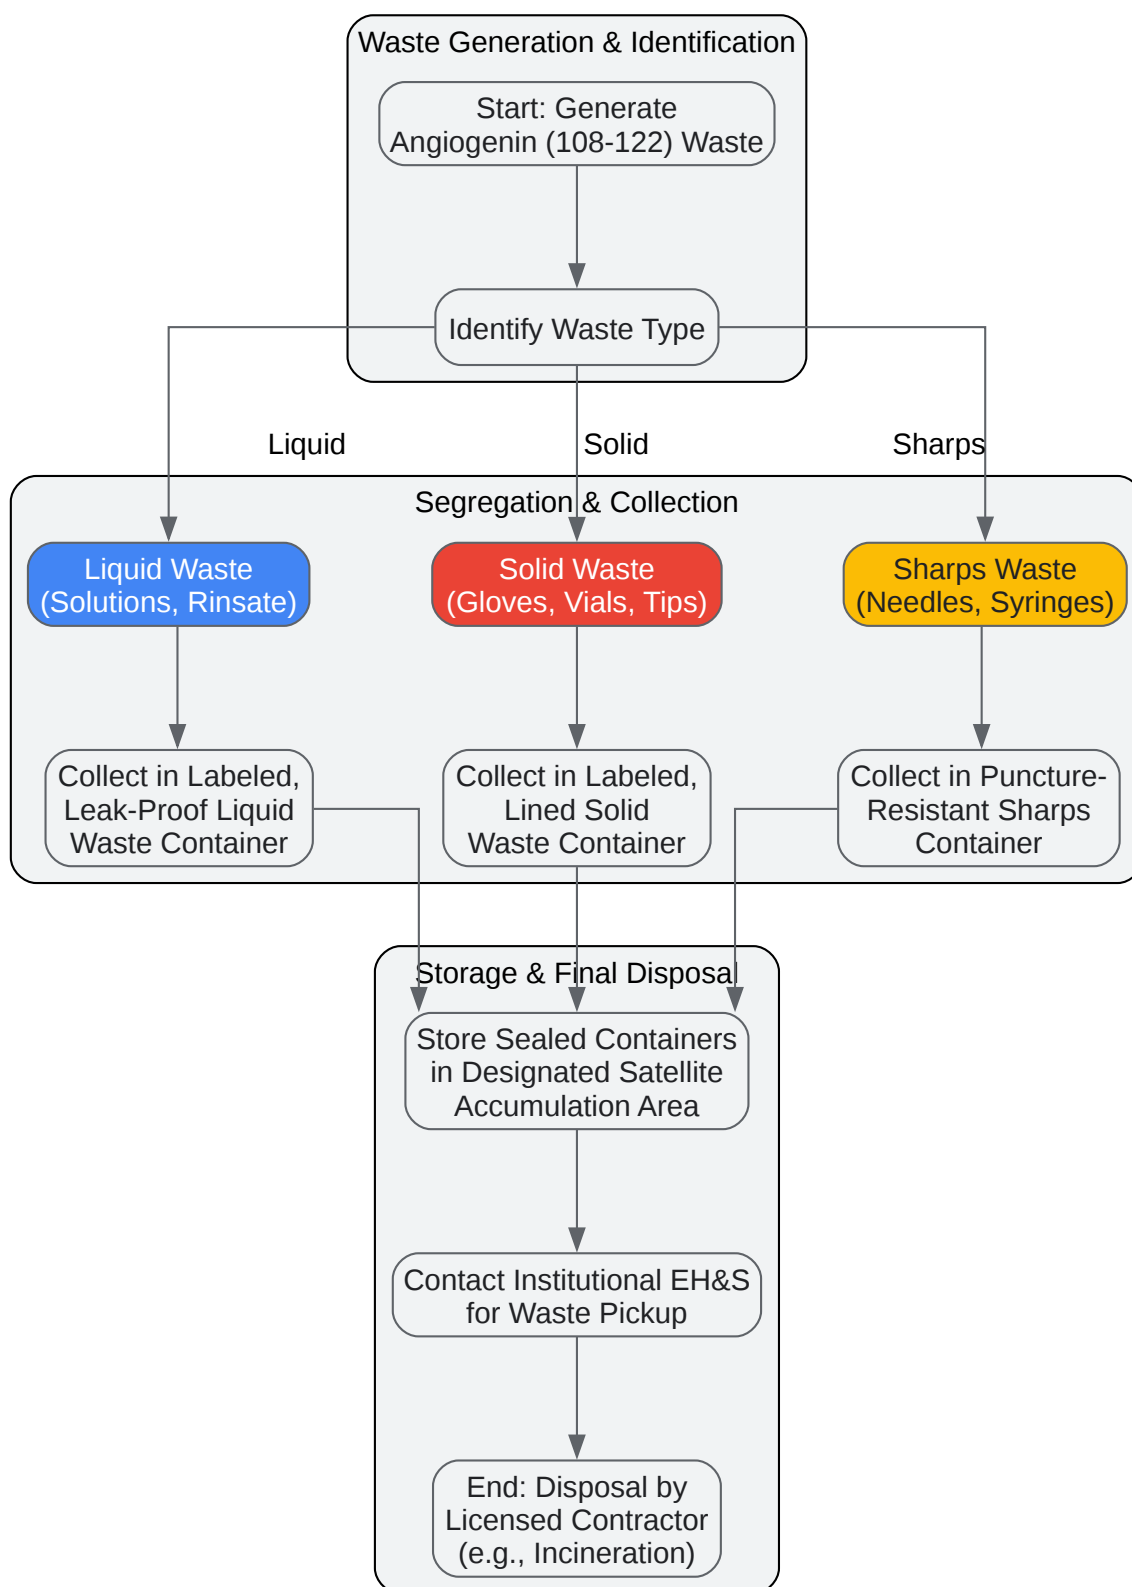 Waste Generation & Identification
Start: Generate
Angiogenin (108-122) Waste
Identify Waste Type
Liquid
Solid
Sharps
Segregation & Collection
Liquid Waste
(Solutions, Rinsate)
Solid Waste
(Gloves, Vials, Tips)
Sharps Waste
(Needles, Syringes)
Collect in Labeled,
Leak-Proof Liquid
Waste Container
Collect in Labeled,
Lined Solid
Waste Container
Collect in Puncture-
Resistant Sharps
Container
Storage & Final Disposal
Store Sealed Containers
in Designated Satellite
Accumulation Area
Contact Institutional EH&S
for Waste Pickup
End: Disposal by
Licensed Contractor
(e.g., Incineration)